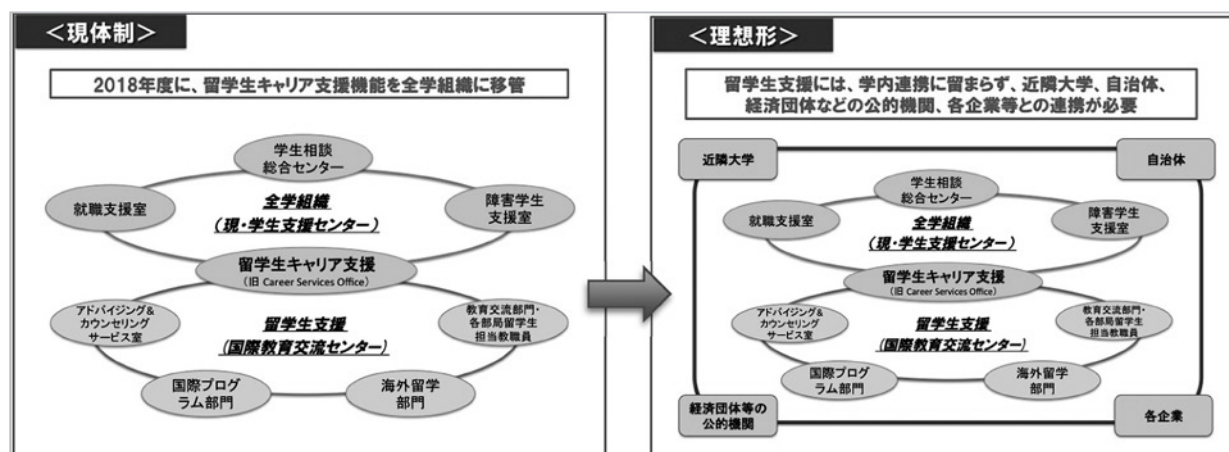 ＜現体制＞
2018年度に、留学生キャリア支援機能を全学組織に移管
学生相談
総合センター
就職支援室
全学組織
（現・学生支援センター）
障害学生
支援室
留学生キャリア支援
（旧 Career Services Office）
アドバイジング＆
カウンセリング
サービス室
留学生支援
（国際教育交流センター）
教育交流部門・
各部局留学生
担当教職員
国際プログ
ラム部門
海外留学
部門
＜理想形＞
留学生支援には、学内連携に留まらず、近隣大学、自治体、
経済団体などの公的機関、各企業等との連携が必要
近隣大学
自治体
学生相談
総合センター
就職支援室
全学組織
（現・学生支援センター）
障害学生
支援室
留学生キャリア支援
（旧 Career Services Office）
アドバイジング＆
カウンセリング
サービス室
留学生支援
（国際教育交流センター）
教育交流部門・
各部局留学生
担当教職員
国際プログ
ラム部門
海外留学
部門
経済団体等の
公的機関
各企業